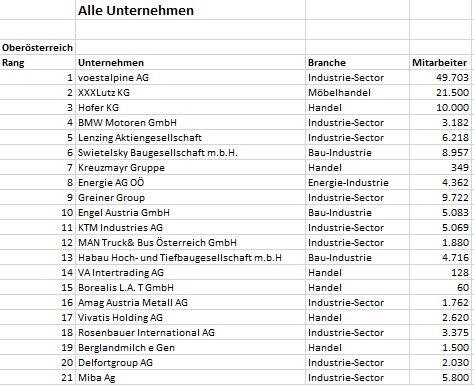 Alle Unternehmen
Oberösterreich
Rang Unternehmen Branche Mitarbeiter
1 voestalpine AG Industrie-Sector 49.703
2 XXXLutz KG Möbelhandel 21.500
3 Hofer KG Handel 10.000
4 BMW Motoren GmbH Industrie-Sector 3.182
5 Lenzing Aktiengesellschaft Industrie-Sector 6.218
6 Swietelsky Baugesellschaft m.b.H. Bau-Industrie 8.957
7 Kreuzmayr Gruppe Handel 349
8 Energie AG OÖ Energie-Industrie 4.362
9 Greiner Group Industrie-Sector 9.722
10 Engel Austria GmbH Bau-Industrie 5.083
11 KTM Industries AG Industrie-Sector 5.069
12 MAN Truck& Bus Österreich GmbH Industrie-Sector 1.880
13 Habau Hoch- und Tiefbaugesellschaft m.b.H Bau-Industrie 4.716
14 VA Intertrading AG Handel 128
15 Borealis L.A. T GmbH Handel 60
16 Amag Austria Metall AG Industrie-Sector 1.762
17 Vivatis Holding AG Handel 2.620
18 Rosenbauer International AG Industrie-Sector 3.375
19 Berglandmilch e Gen Handel 1.500
20 Delfortgroup AG Industrie-Sector 2.030
21 Miba Ag Industrie-Sector 5.800